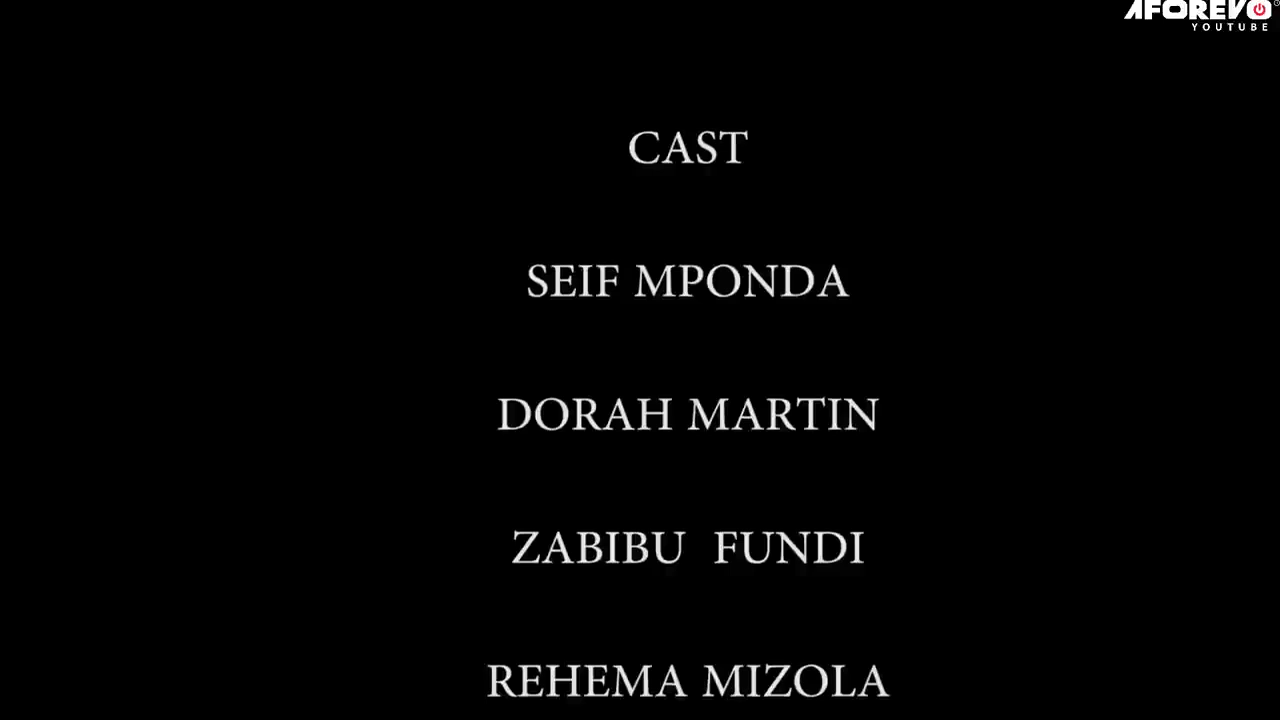 AFOREVO
YOUTUBE
CAST
SEIF MPONDA
DORAH MARTIN
ZABIBU  FUNDI
REHEMA MIZOLA